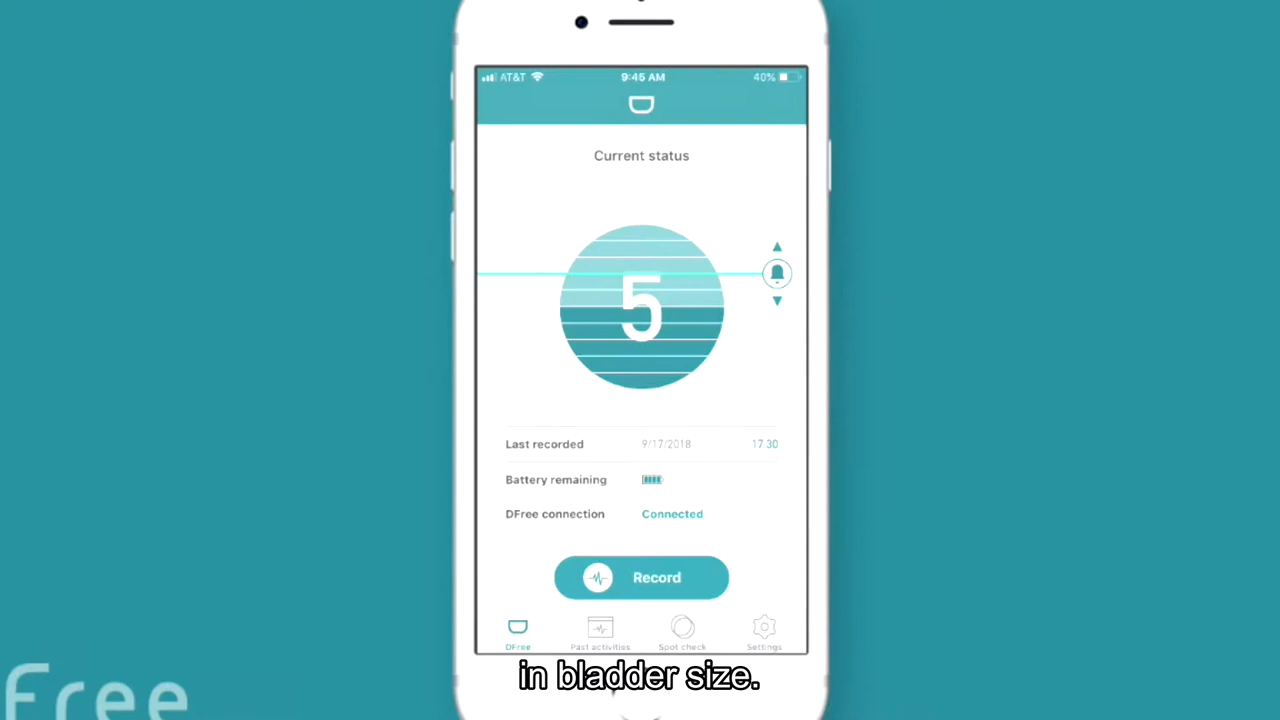 AT&T 9:45 AM 40%
Current status
5
Last recorded 9/17/2018 17:30
Battery remaining
DFree connection Connected
Record
DFree Past activities Spot check Settings
in bladder size.
Free